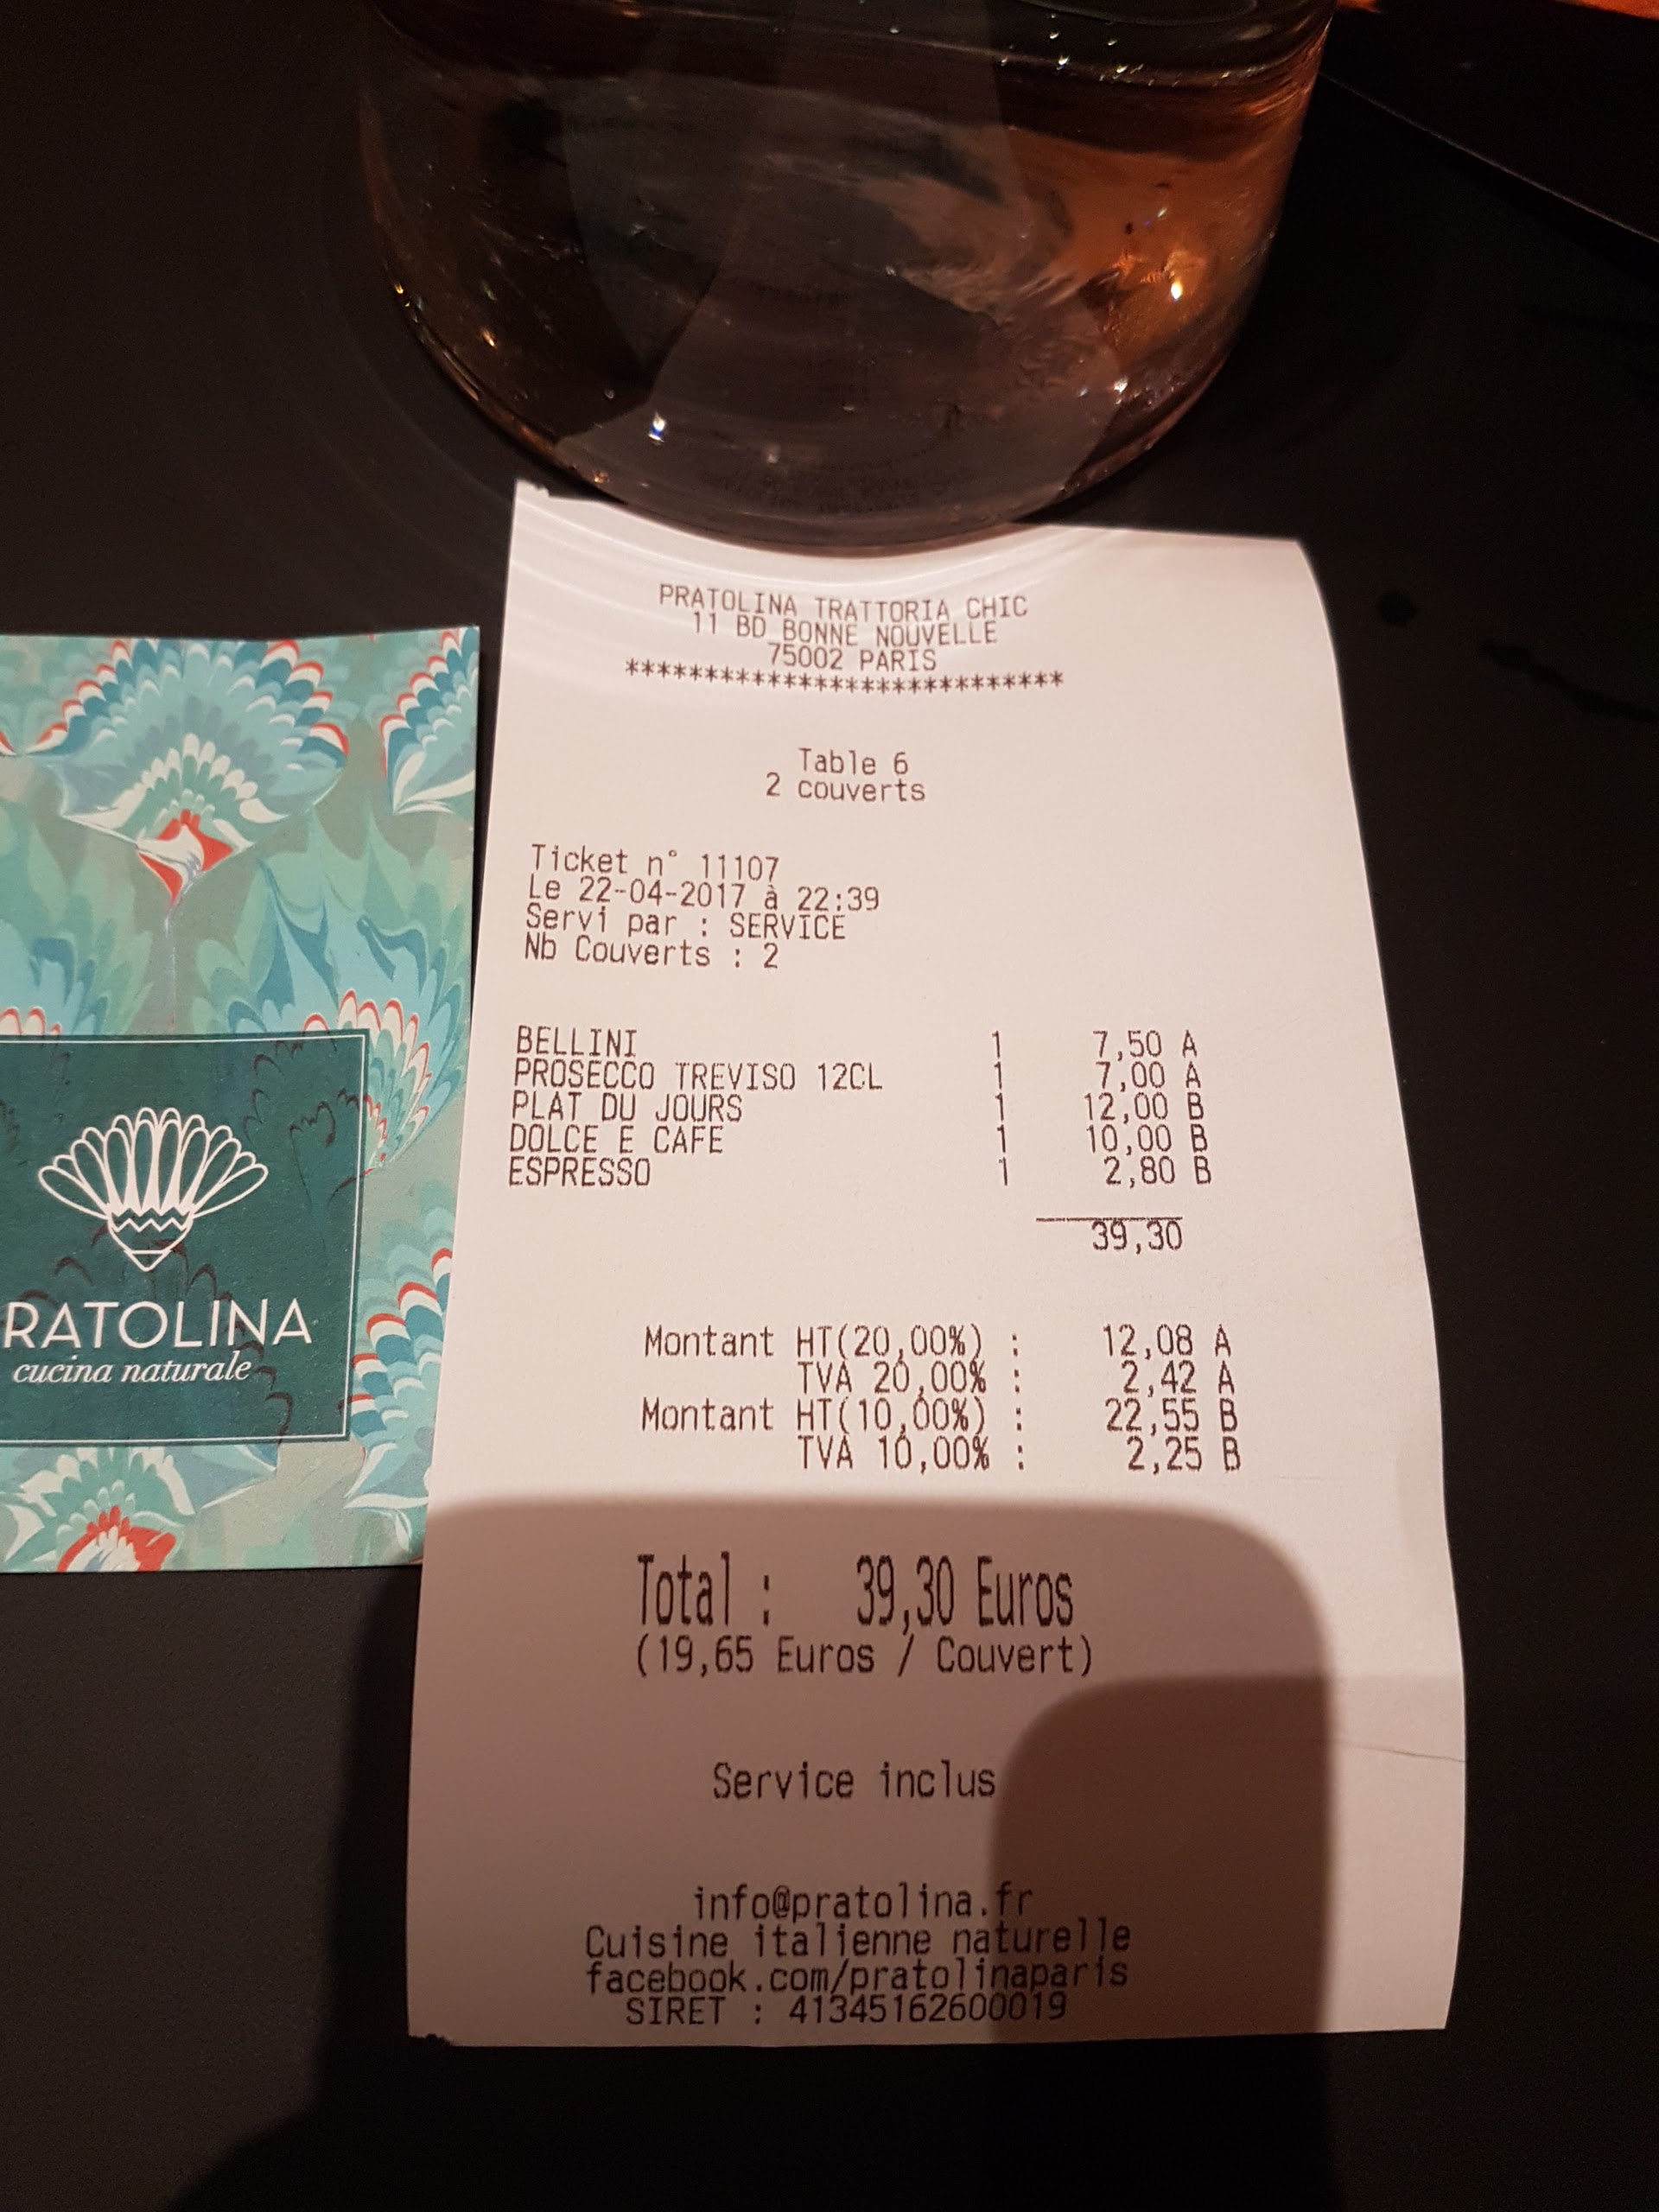 PRATOLINA TRATTORIA CHIC
11 BD BONNE NOUVELLE
75002 PARIS
****************************
Table 6
2 couverts
Ticket n° 11107
Le 22-04-2017 à 22:39
Servi par : SERVICE
Nb Couverts : 2
BELLINI 1 7,50 A
PROSECCO TREVISO 12CL 1 7,00 A
PLAT DU JOURS 1 12,00 B
DOLCE E CAFE 1 10,00 B
ESPRESSO 1 2,80 B
39,30
Montant HT(20,00%) : 12,08 A
TVA 20,00% : 2,42 A
Montant HT(10,00%) : 22,55 B
TVA 10,00% : 2,25 B
Total : 39,30 Euros
(19,65 Euros / Couvert)
Service inclus
info@pratolina.fr
Cuisine italienne naturelle
facebook.com/pratolinaparis
SIRET : 41345162600019
RATOLINA
cucina naturale